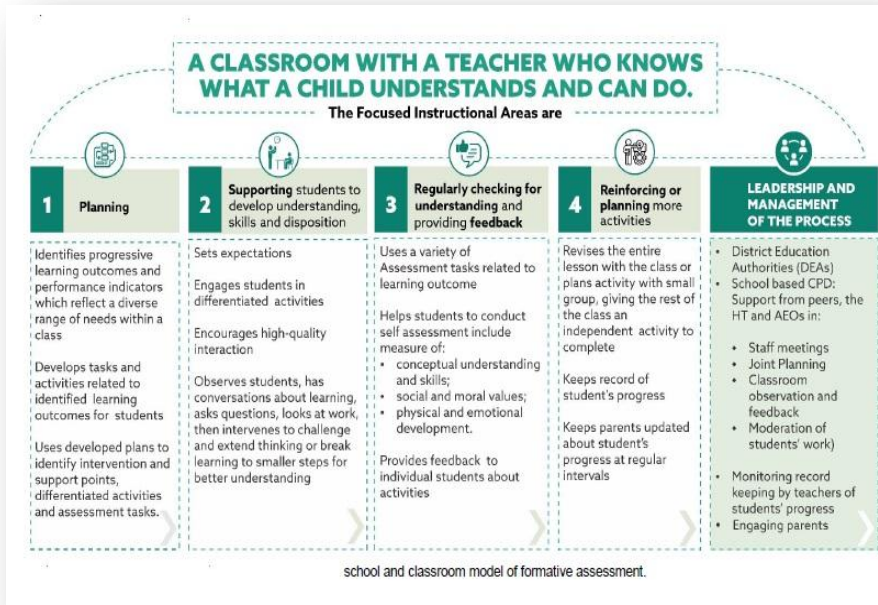 A CLASSROOM WITH A TEACHER WHO KNOWS
WHAT A CHILD UNDERSTANDS AND CAN DO.
The Focused Instructional Areas are
1
Planning
Identifies progressive
learning outcomes and
performance indicators
which reflect a diverse
range of needs within a
class
Develops tasks and
activities related to
identified learning
outcomes for students
Uses developed plans to
identify intervention and
support points,
differentiated activities
and assessment tasks.
2
Supporting students to
develop understanding,
skills and disposition
Sets expectations
Engages students in
differentiated activities
Encourages high-quality
interaction
Observes students, has
conversations about learning,
asks questions, looks at work,
then intervenes to challenge
and extend thinking or break
learning to smaller steps for
better understanding
3
Regularly checking for
understanding and
providing feedback
Uses a variety of
Assessment tasks related to
learning outcome
Helps students to conduct
self assessment include
measure of:
• conceptual understanding
and skills;
• social and moral values;
• physical and emotional
development.
Provides feedback to
individual students about
activities
4
Reinforcing or
planning more
activities
Revises the entire
lesson with the class or
plans activity with small
group, giving the rest of
the class an
independent activity to
complete
Keeps record of
student's progress
Keeps parents updated
about student's
progress at regular
intervals
LEADERSHIP AND
MANAGEMENT
OF THE PROCESS
• District Education
Authorities (DEAs)
• School based CPD:
Support from peers, the
HT and AEOs in:
• Staff meetings
• Joint Planning
• Classroom
observation and
feedback
• Moderation of
students' work)
• Monitoring record
keeping by teachers of
students' progress
• Engaging parents
school and classroom model of formative assessment.